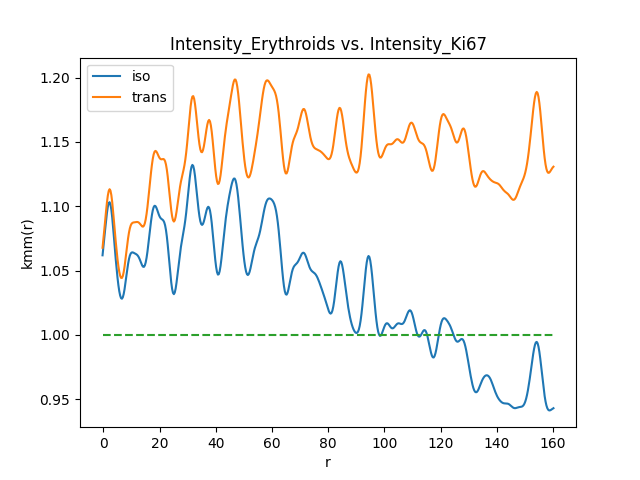 Intensity_Erythroids vs. Intensity_Ki67
iso
trans
kmm(r)
1.20
1.15
1.10
1.05
1.00
0.95
0 20 40 60 80 100 120 140 160
r